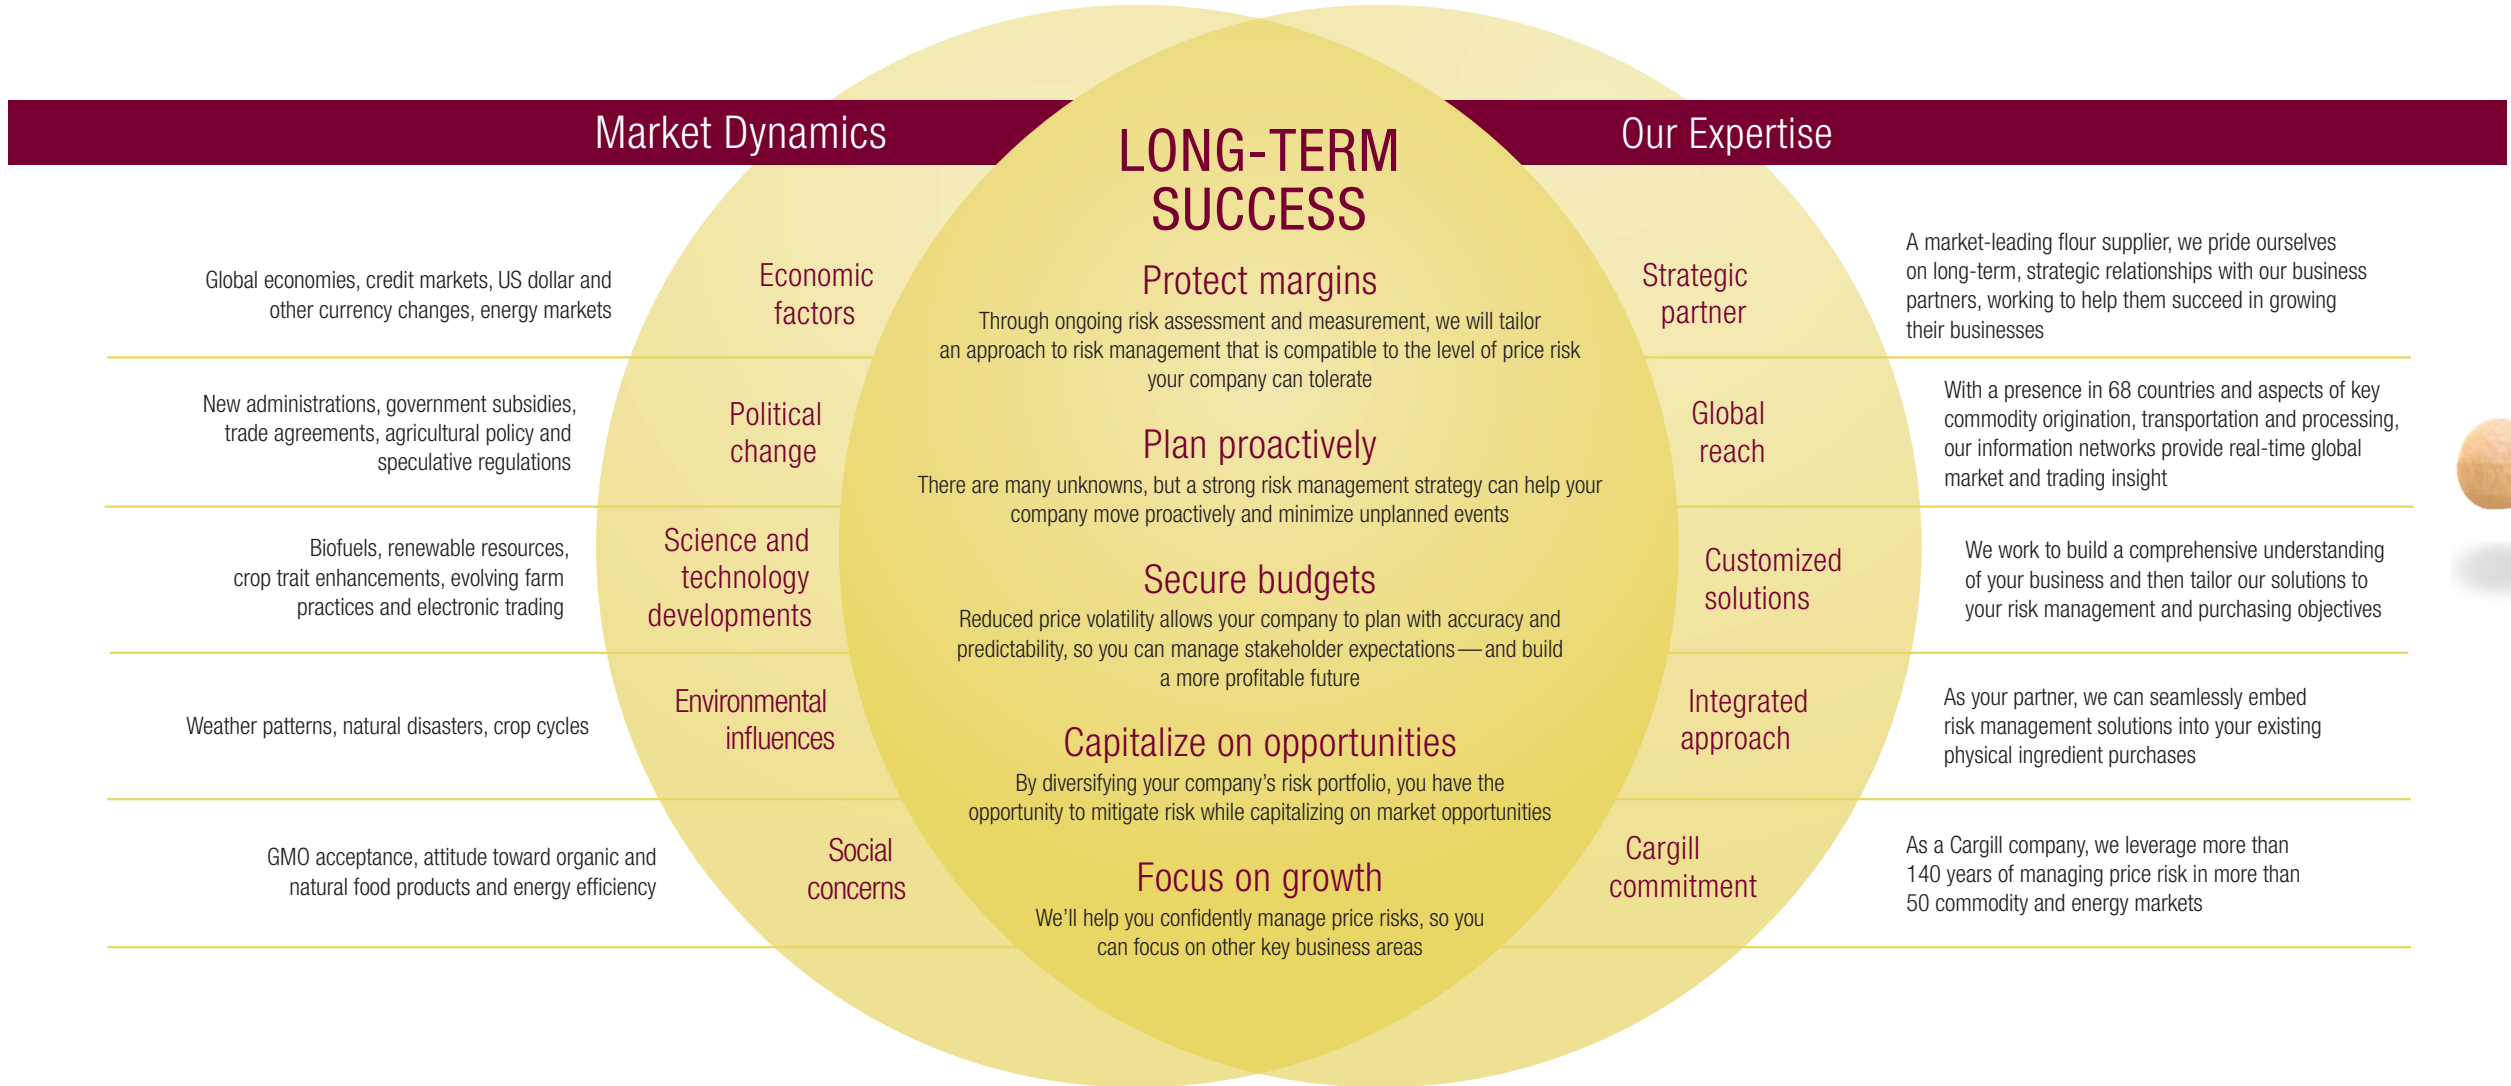 Market Dynamics
LONG-TERM
SUCCESS
Our Expertise
Global economies, credit markets, US dollar and
other currency changes, energy markets
Economic
factors
New administrations, government subsidies,
trade agreements, agricultural policy and
speculative regulations
Political
change
Biofuels, renewable resources,
crop trait enhancements, evolving farm
practices and electronic trading
Science and
technology
developments
Weather patterns, natural disasters, crop cycles
Environmental
influences
GMO acceptance, attitude toward organic and
natural food products and energy efficiency
Social
concerns
Protect margins
Through ongoing risk assessment and measurement, we will tailor
an approach to risk management that is compatible to the level of price risk
your company can tolerate
Plan proactively
There are many unknowns, but a strong risk management strategy can help your
company move proactively and minimize unplanned events
Secure budgets
Reduced price volatility allows your company to plan with accuracy and
predictability, so you can manage stakeholder expectations — and build
a more profitable future
Capitalize on opportunities
By diversifying your company’s risk portfolio, you have the
opportunity to mitigate risk while capitalizing on market opportunities
Focus on growth
We’ll help you confidently manage price risks, so you
can focus on other key business areas
Strategic
partner
A market-leading flour supplier, we pride ourselves
on long-term, strategic relationships with our business
partners, working to help them succeed in growing
their businesses
Global
reach
With a presence in 68 countries and aspects of key
commodity origination, transportation and processing,
our information networks provide real-time global
market and trading insight
Customized
solutions
We work to build a comprehensive understanding
of your business and then tailor our solutions to
your risk management and purchasing objectives
Integrated
approach
As your partner, we can seamlessly embed
risk management solutions into your existing
physical ingredient purchases
Cargill
commitment
As a Cargill company, we leverage more than
140 years of managing price risk in more than
50 commodity and energy markets